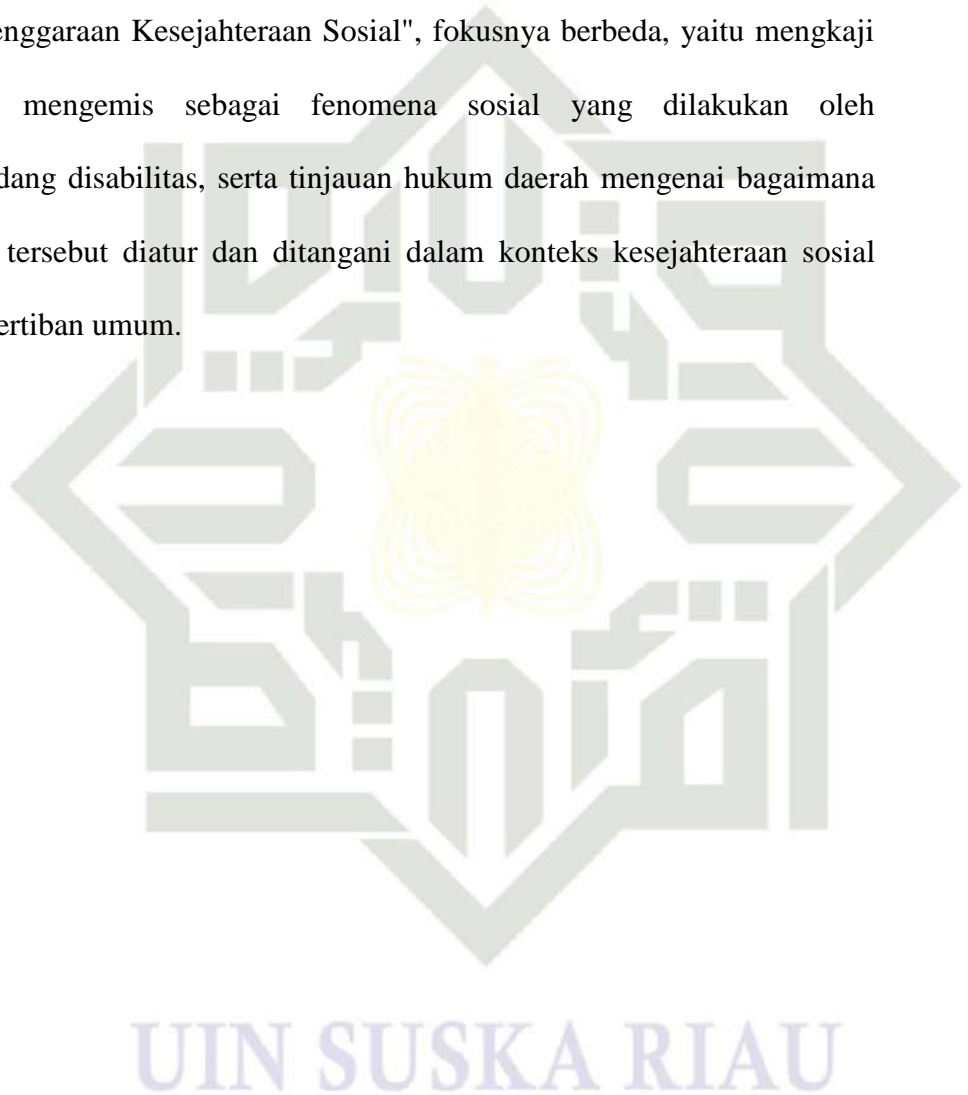 enggaraan Kesejahteraan Sosial", fokusnya berbeda, yaitu mengkaji
mengemis sebagai fenomena sosial yang dilakukan oleh
dang disabilitas, serta tinjauan hukum daerah mengenai bagaimana
tersebut diatur dan ditangani dalam konteks kesejahteraan sosial
ertiban umum.
UIN SUSKA RIAU